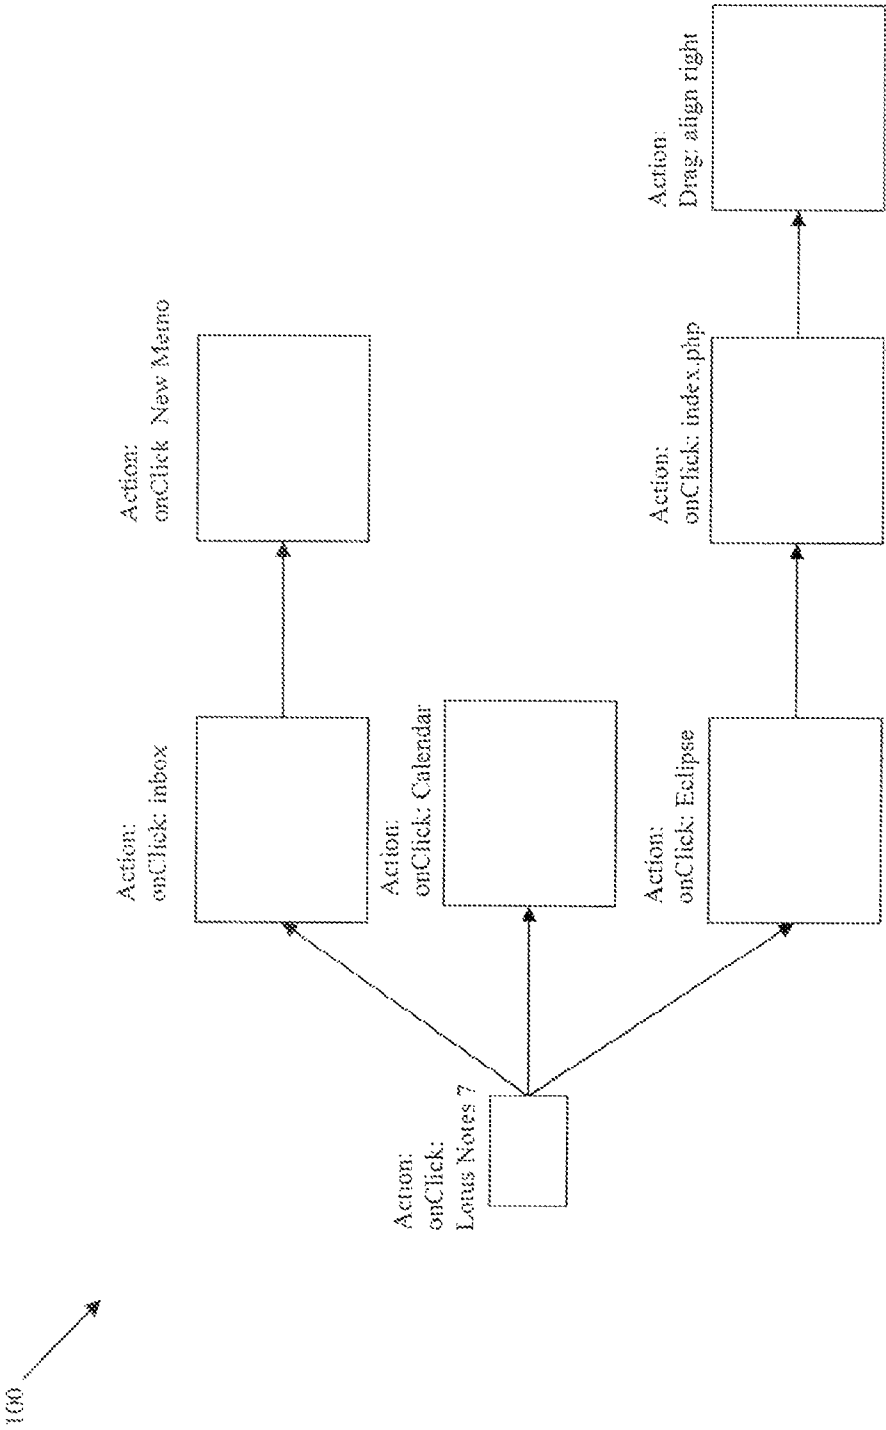 100
Action:
onClick:
Lotus Notes 7
Action:
onClick: inbox
Action:
onClick New Memo
Action:
onClick: Calendar
Action:
onClick: Eclipse
Action:
onClick: index.php
Action:
Drag: align right